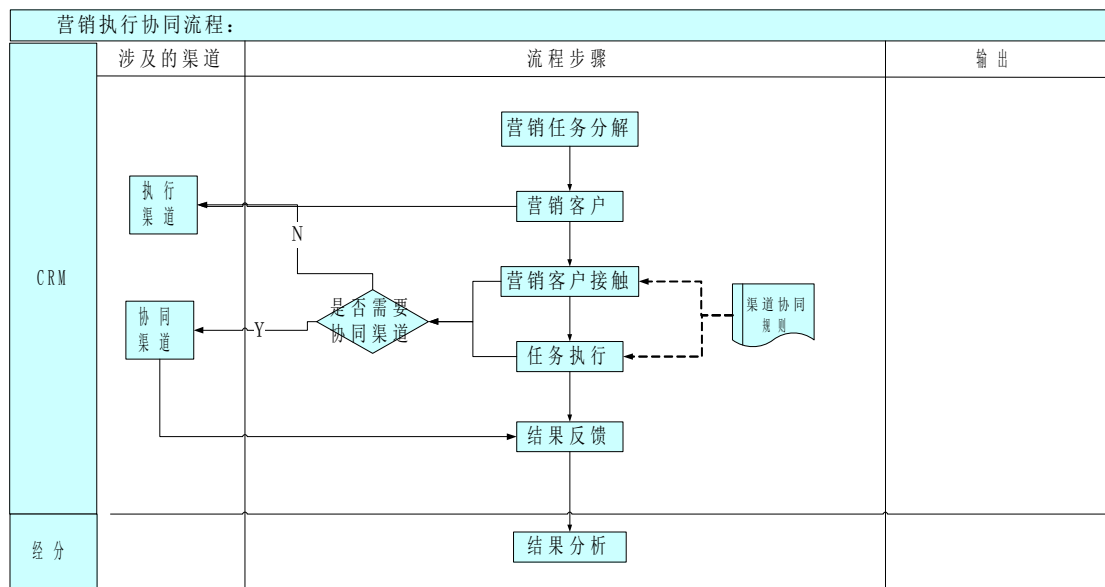 营销执行协同流程：
涉及的渠道
流程步骤
输出
CRM
营销任务分解
执行
渠道
营销客户
N
营销客户接触
是否需要
协同渠道
渠道协同
规则
协同
渠道
Y
任务执行
结果反馈
经分
结果分析